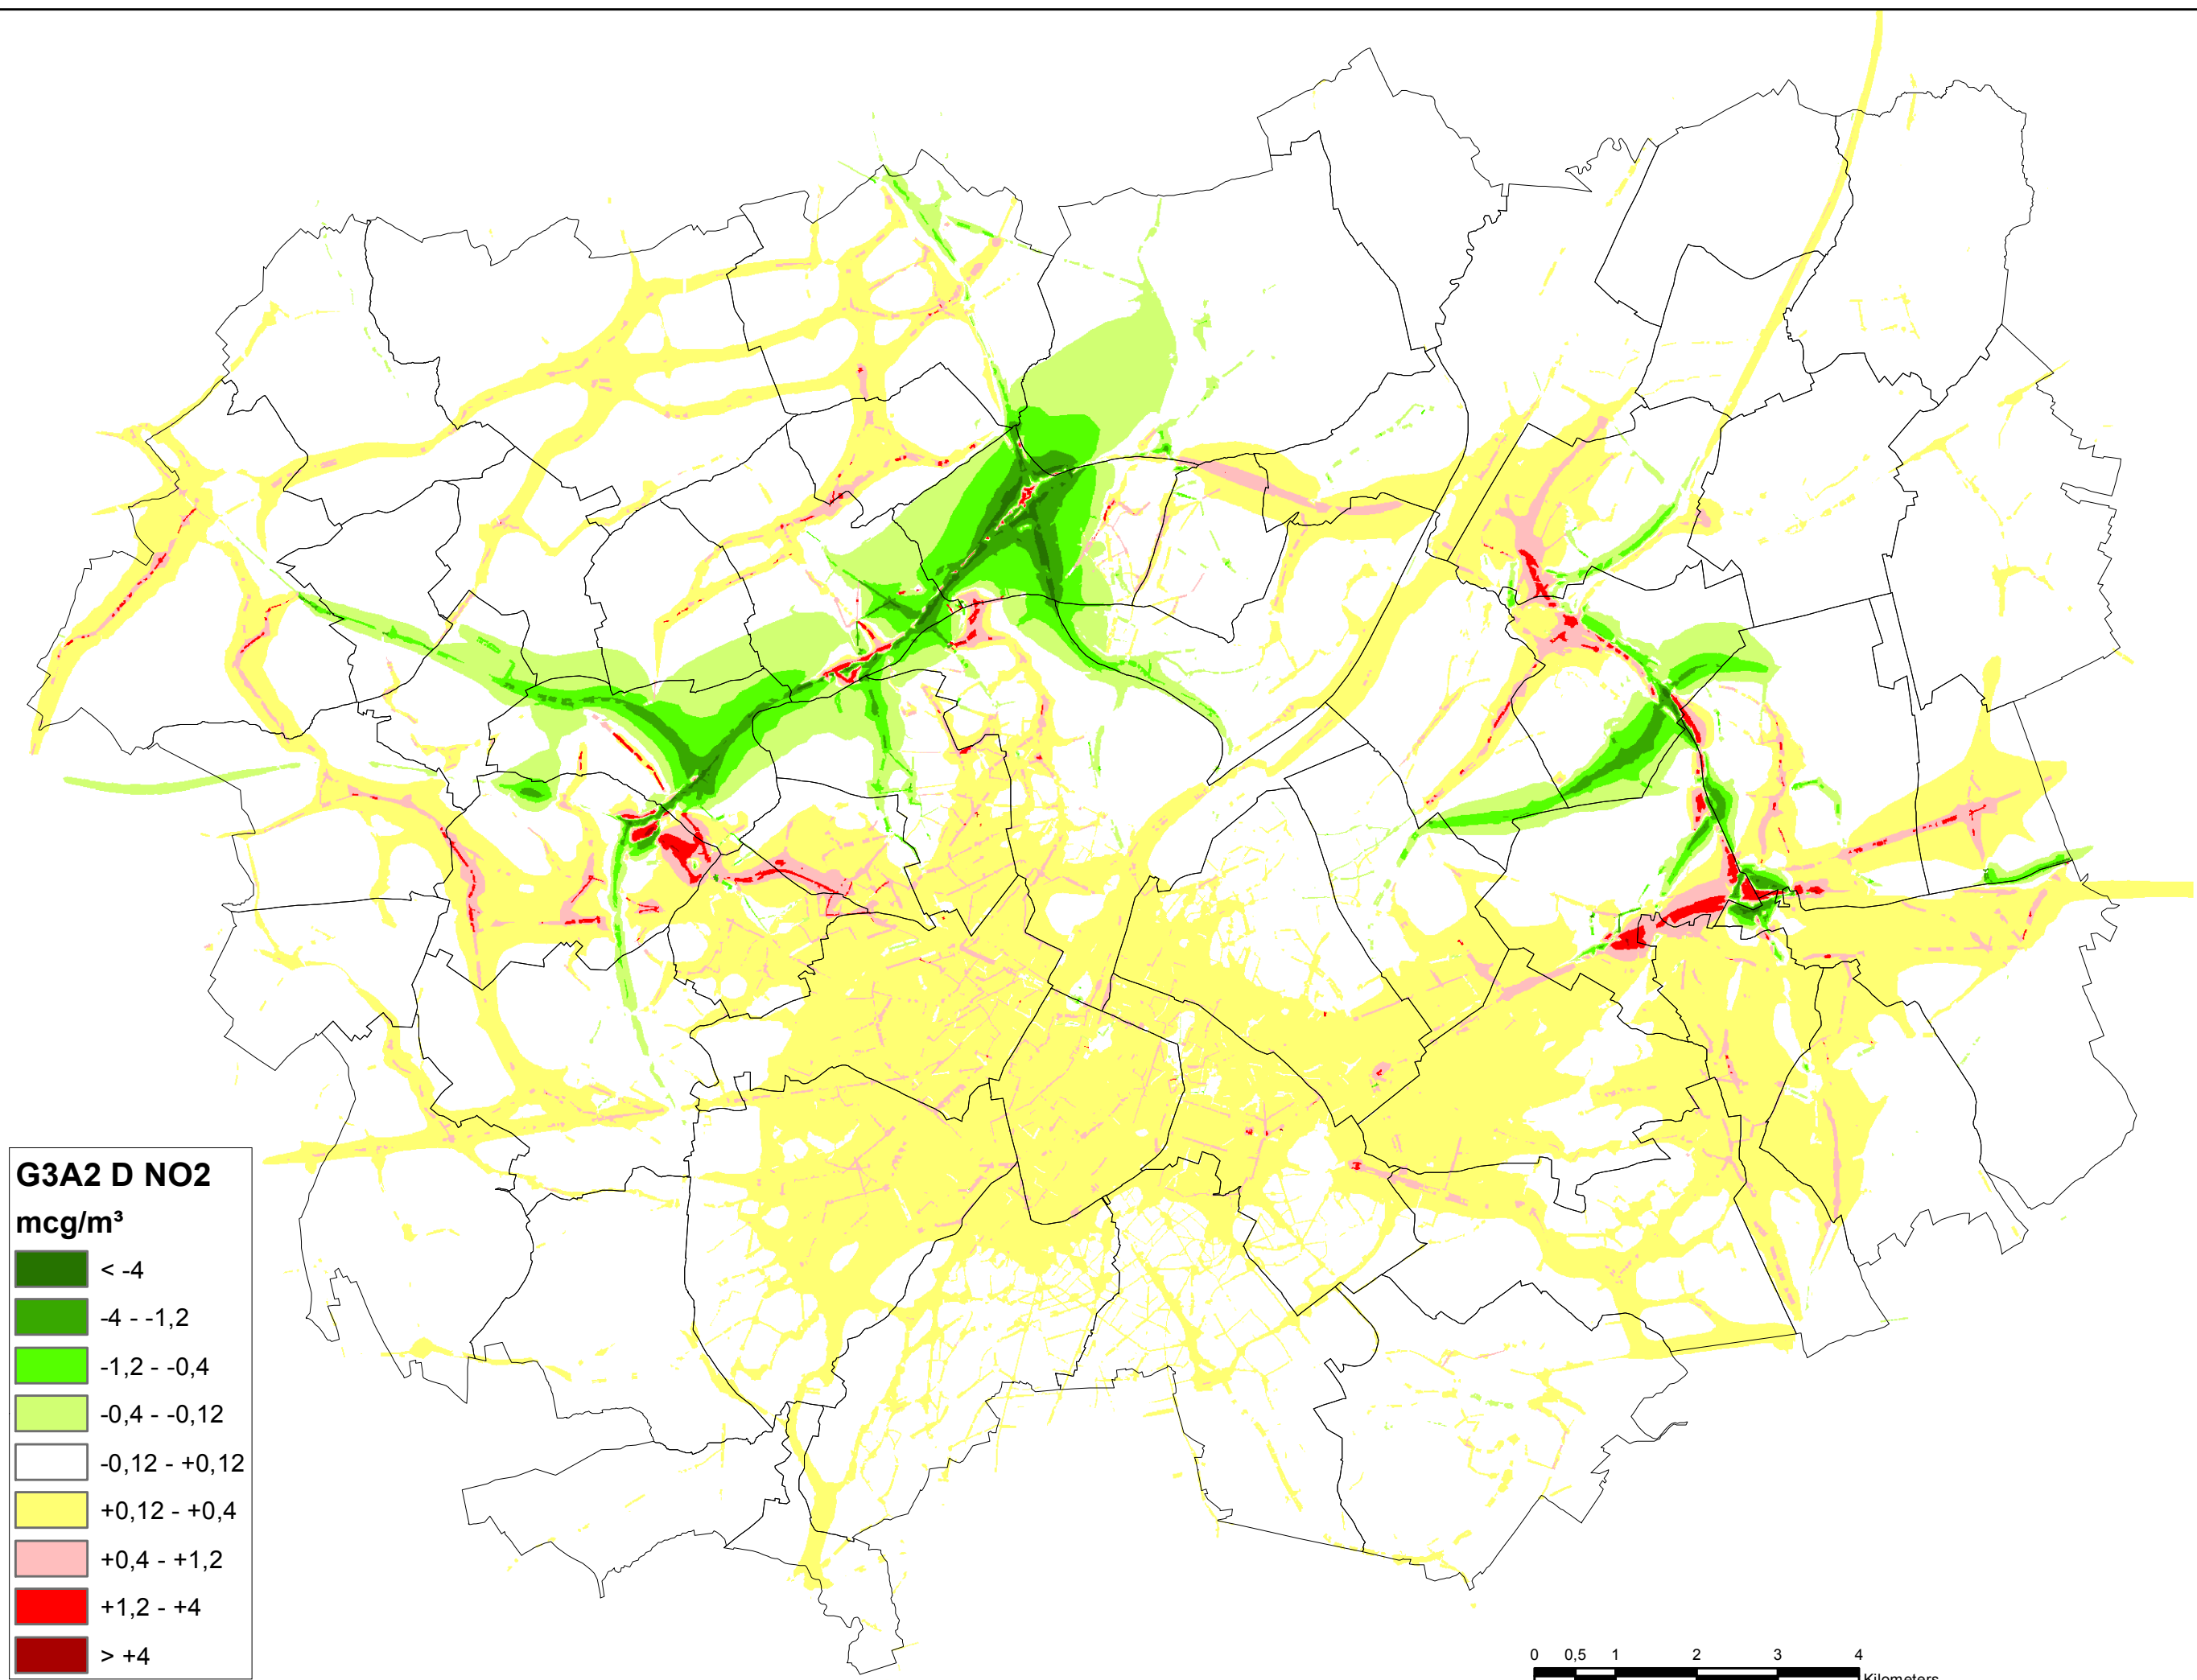 G3A2 D NO2
mcg/m³
< -4
-4 - -1,2
-1,2 - -0,4
-0,4 - -0,12
-0,12 - +0,12
+0,12 - +0,4
+0,4 - +1,2
+1,2 - +4
> +4
0 0,5 1 2 3 4
Kilometers